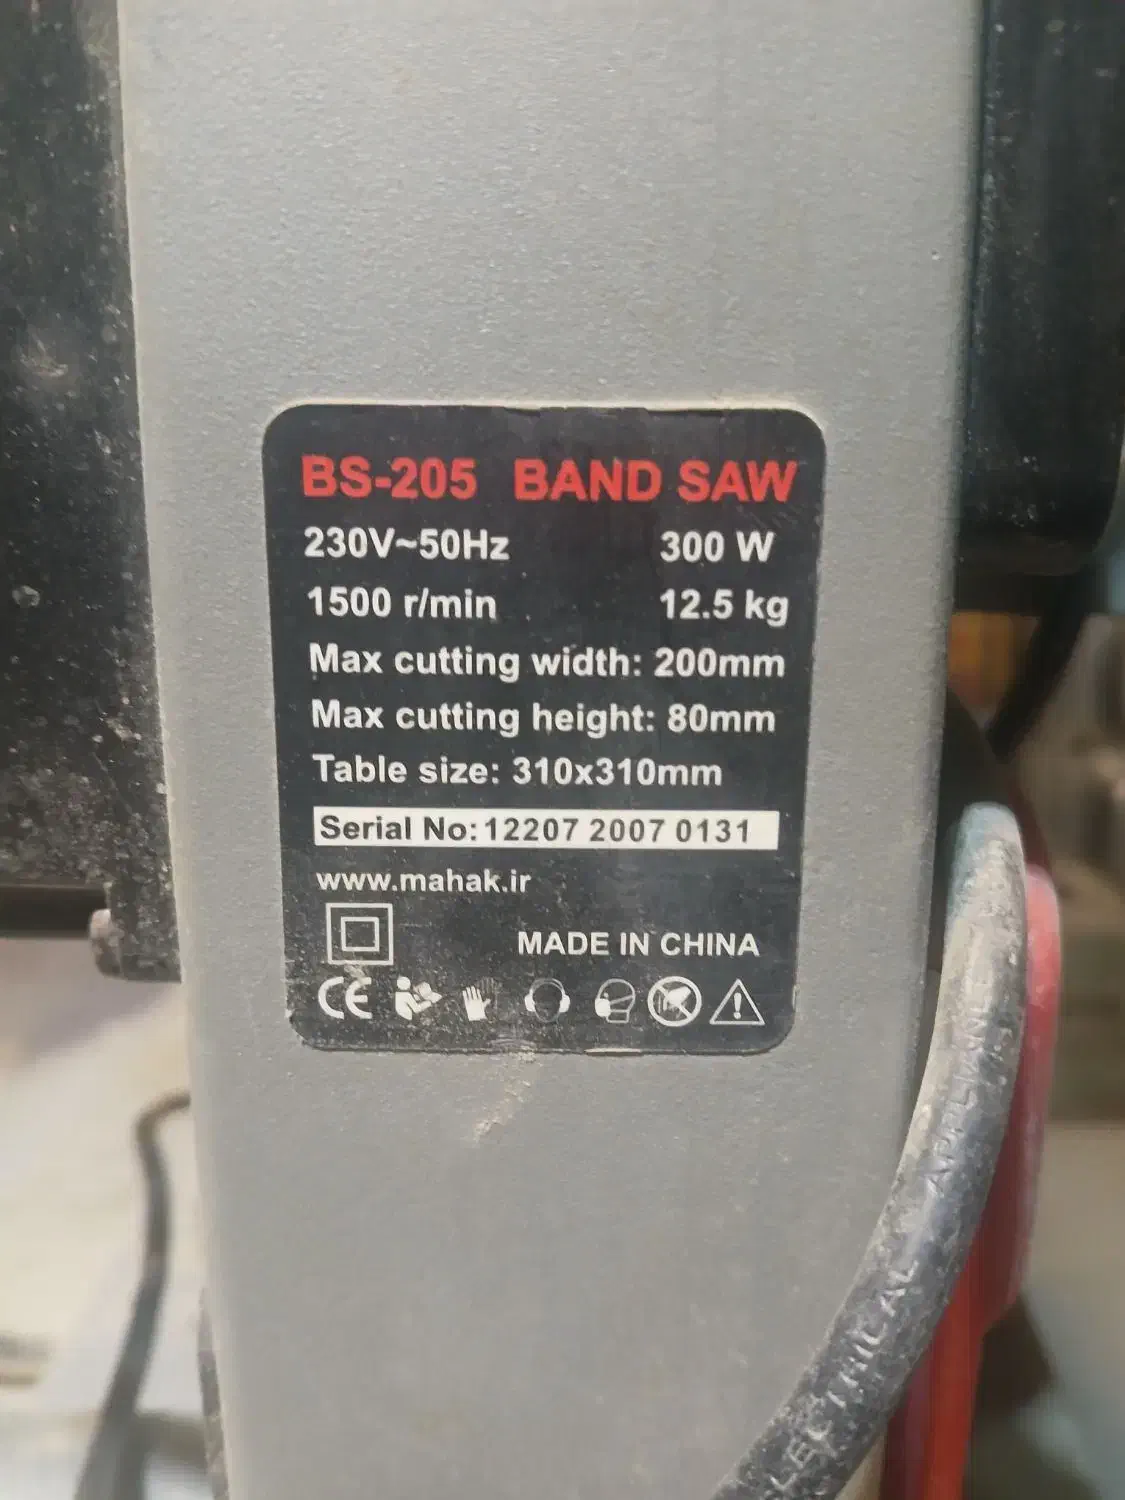 BS-205 BAND SAW
230V~50Hz 300 W
1500 r/min 12.5 kg
Max cutting width: 200mm
Max cutting height: 80mm
Table size: 310x310mm
Serial No: 12207 2007 0131
www.mahak.ir
MADE IN CHINA
CE